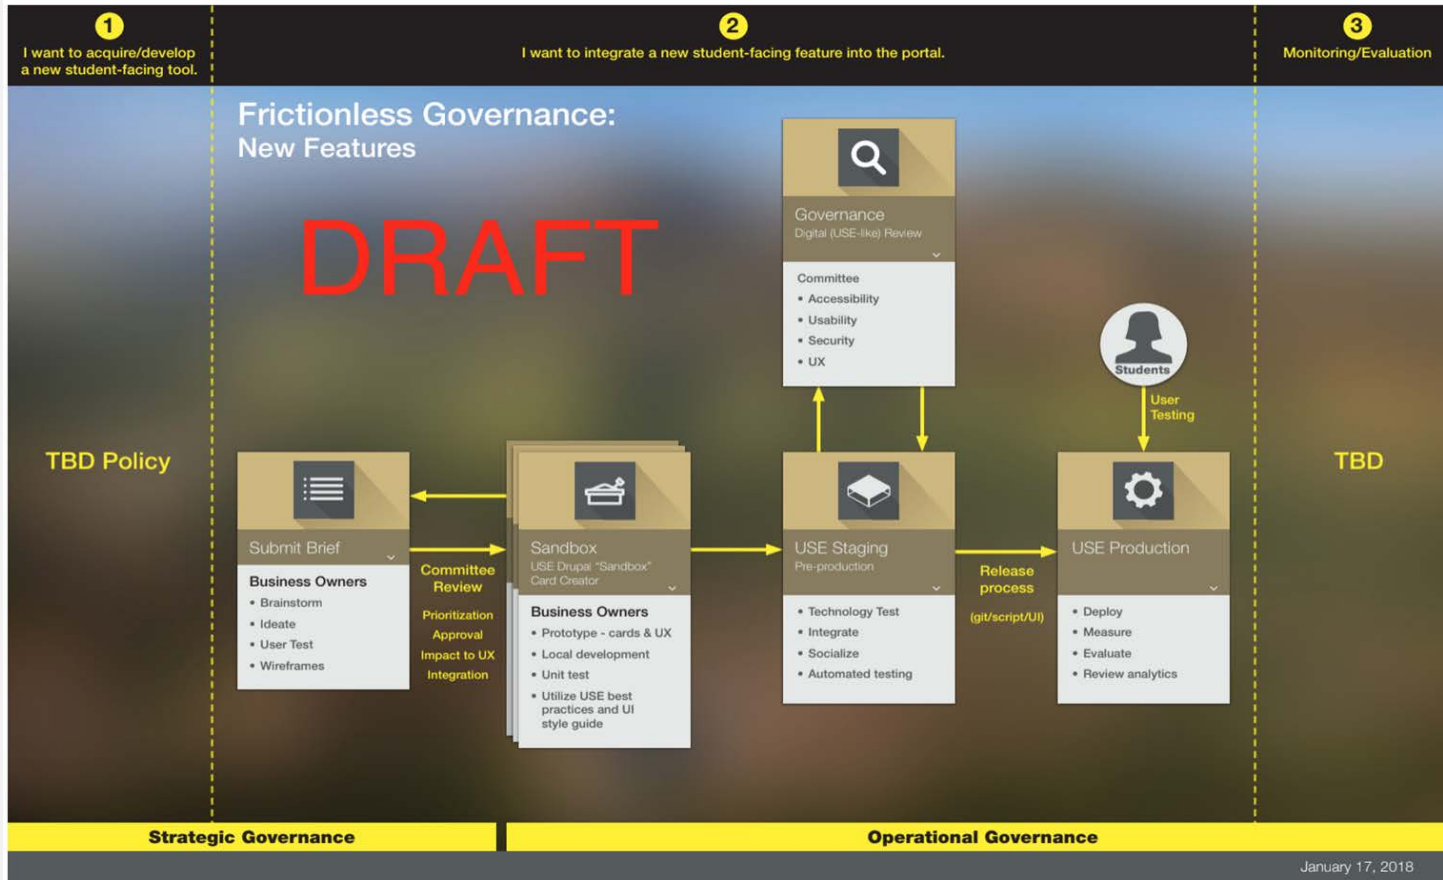 1
I want to acquire/develop
a new student-facing tool.
2
I want to integrate a new student-facing feature into the portal.
3
Monitoring/Evaluation
Frictionless Governance:
New Features
DRAFT
TBD Policy
Submit Brief
Business Owners
• Brainstorm
• Ideate
• User Test
• Wireframes
Committee
Review
Prioritization
Approval
Impact to UX
Integration
Sandbox
USE Drupal "Sandbox"
Card Creator
Business Owners
• Prototype - cards & UX
• Local development
• Unit test
• Utilize USE best
practices and UI
style guide
Governance
Digital (USE-like) Review
Committee
• Accessibility
• Usability
• Security
• UX
USE Staging
Pre-production
• Technology Test
• Integrate
• Socialize
• Automated testing
Release
process
(git/script/UI)
Students
User
Testing
USE Production
• Deploy
• Measure
• Evaluate
• Review analytics
TBD
Strategic Governance
Operational Governance
January 17, 2018